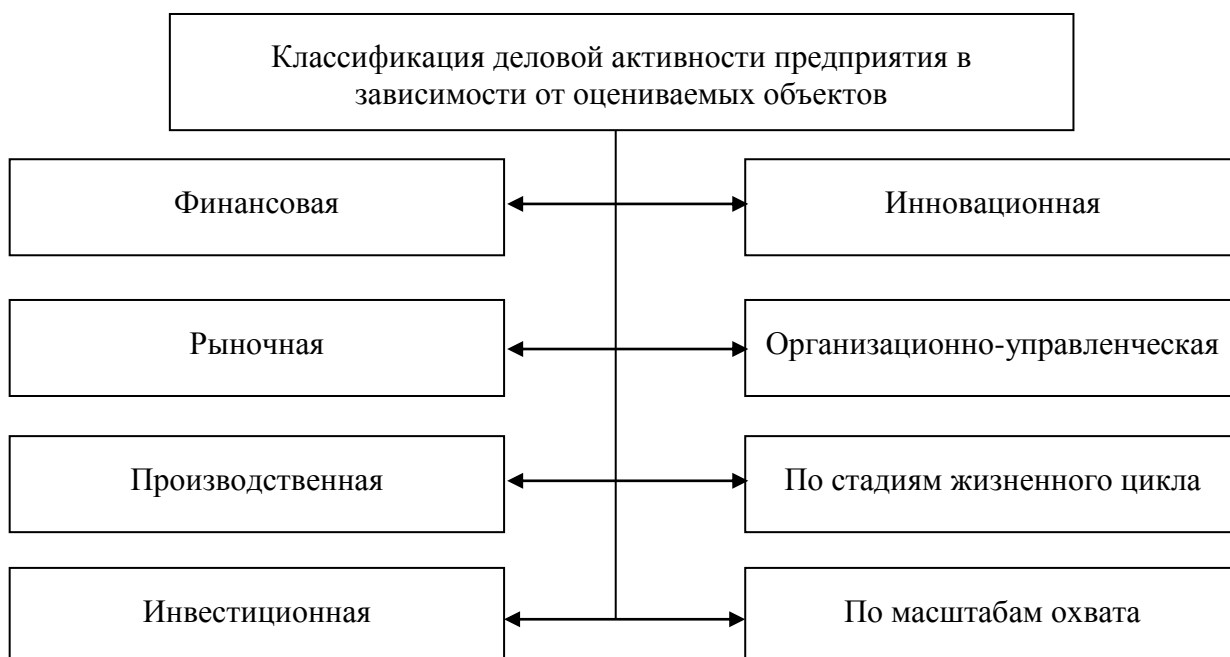 Классификация деловой активности предприятия в
зависимости от оцениваемых объектов
Финансовая
Инновационная
Рыночная
Организационно-управленческая
Производственная
По стадиям жизненного цикла
Инвестиционная
По масштабам охвата